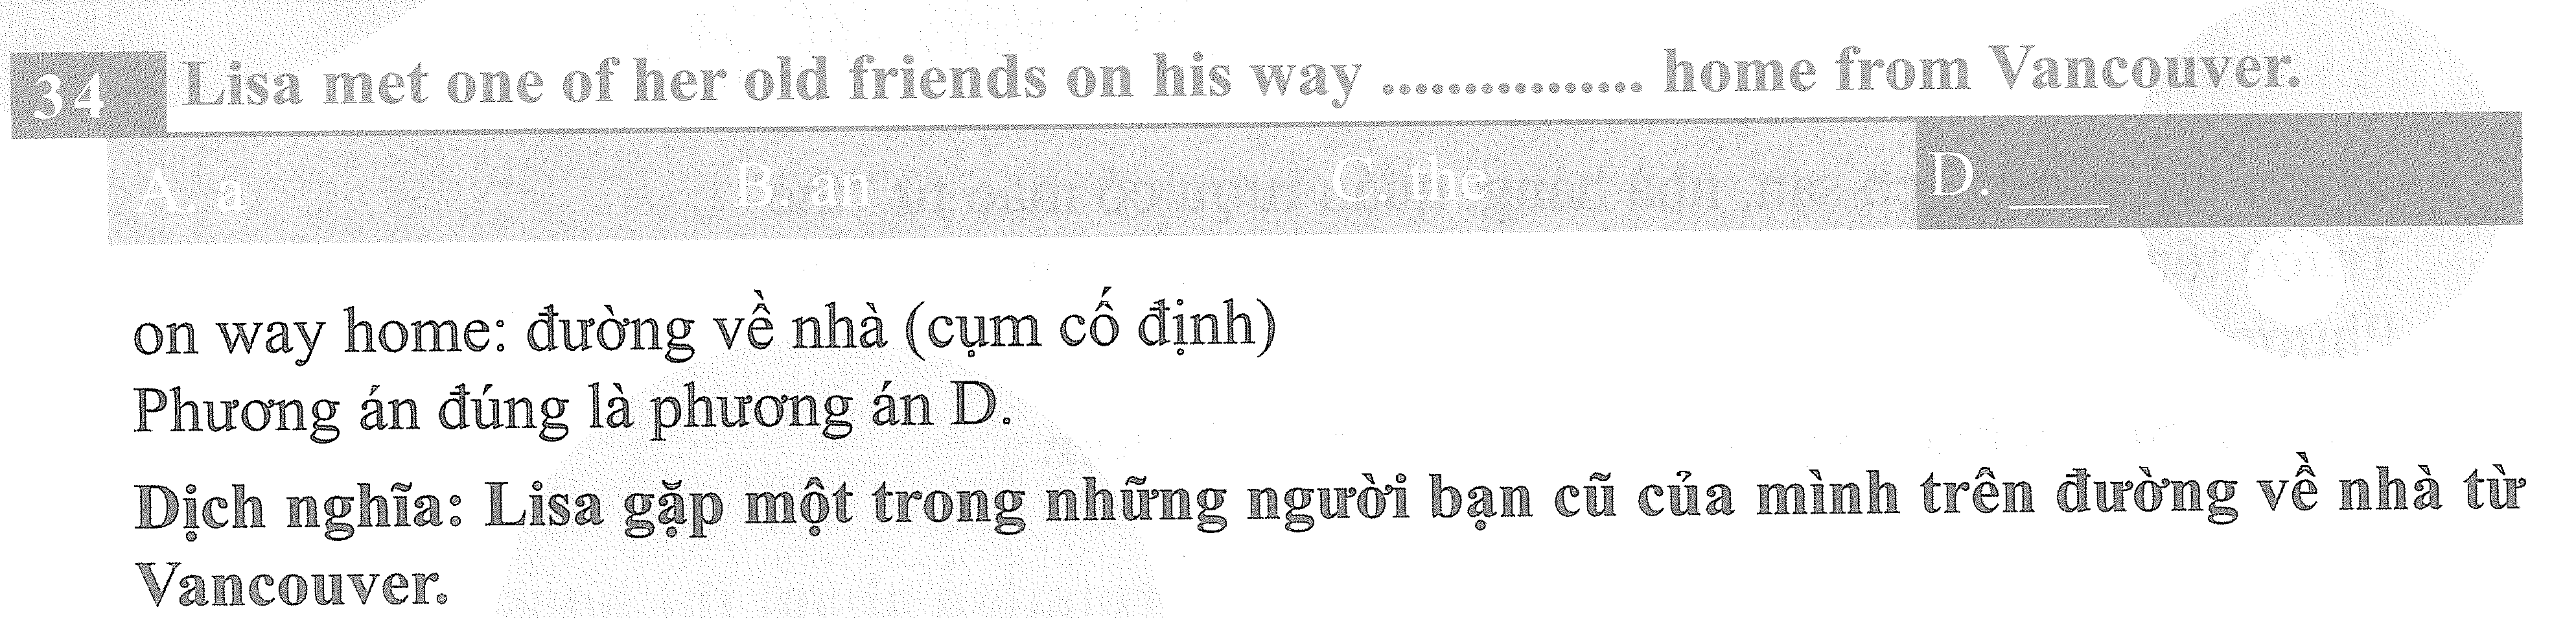 34 Lisa met one of her old friends on his way ............... home from Vancouver.
A. a B. an C. the D. ___
on way home: đường về nhà (cụm cố định)
Phương án đúng là phương án D.
Dịch nghĩa: Lisa gặp một trong những người bạn cũ của mình trên đường về nhà từ
Vancouver.